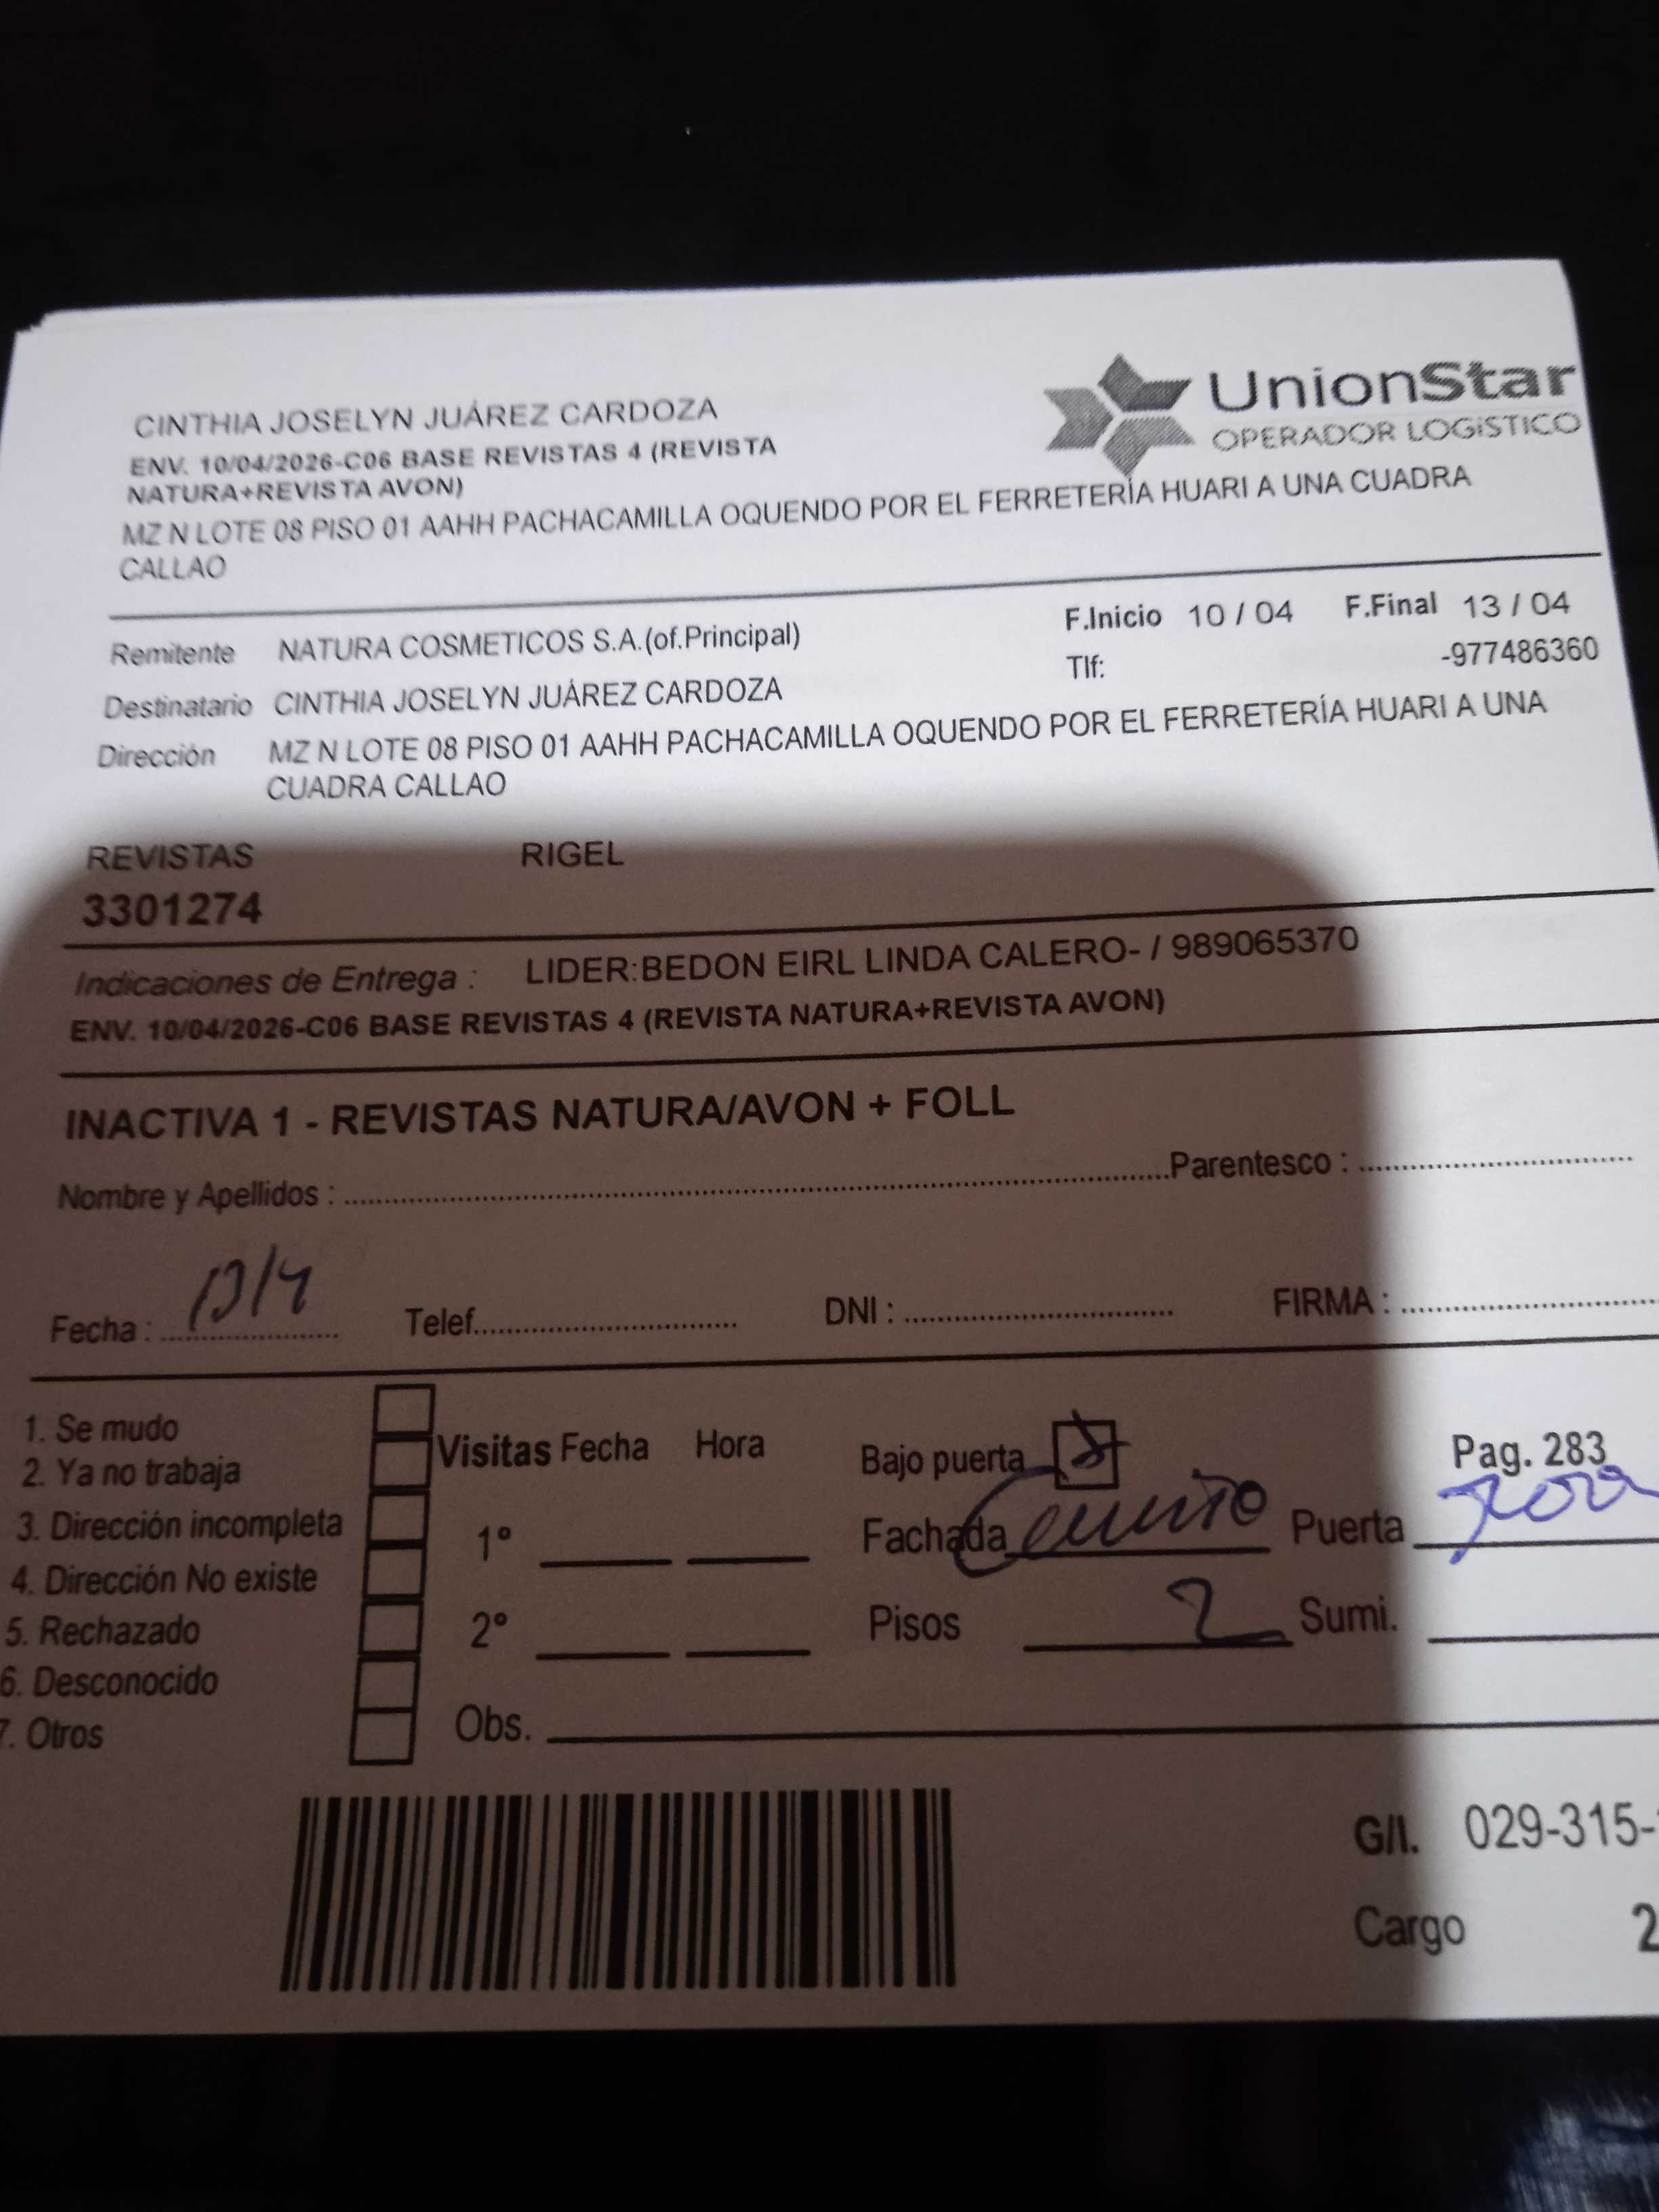 CINTHIA JOSELYN JUÁREZ CARDOZA
ENV. 10/04/2026-C06 BASE REVISTAS 4 (REVISTA
NATURA+REVISTA AVON)
MZ N LOTE 08 PISO 01 AAHH PACHACAMILLA OQUENDO POR EL FERRETERÍA HUARI A UNA CUADRA
CALLAO
UnionStar
OPERADOR LOGíSTICO
Remitente NATURA COSMETICOS S.A.(of.Principal)
F.Inicio 10 / 04 F.Final 13 / 04
Destinatario CINTHIA JOSELYN JUÁREZ CARDOZA
Tlf: -977486360
Dirección MZ N LOTE 08 PISO 01 AAHH PACHACAMILLA OQUENDO POR EL FERRETERÍA HUARI A UNA
CUADRA CALLAO
REVISTAS RIGEL
3301274
Indicaciones de Entrega : LIDER:BEDON EIRL LINDA CALERO- / 989065370
ENV. 10/04/2026-C06 BASE REVISTAS 4 (REVISTA NATURA+REVISTA AVON)
INACTIVA 1 - REVISTAS NATURA/AVON + FOLL
Nombre y Apellidos : Parentesco :
Fecha : 13/4 Telef. DNI : FIRMA :
1. Se mudo
2. Ya no trabaja
3. Dirección incompleta
4. Dirección No existe
5. Rechazado
6. Desconocido
7. Otros
Visitas Fecha Hora
1º
2º
Obs.
Bajo puerta
Pag. 283
Fachada Puerta
Pisos 2 Sumi.
G/I. 029-315-
Cargo 2